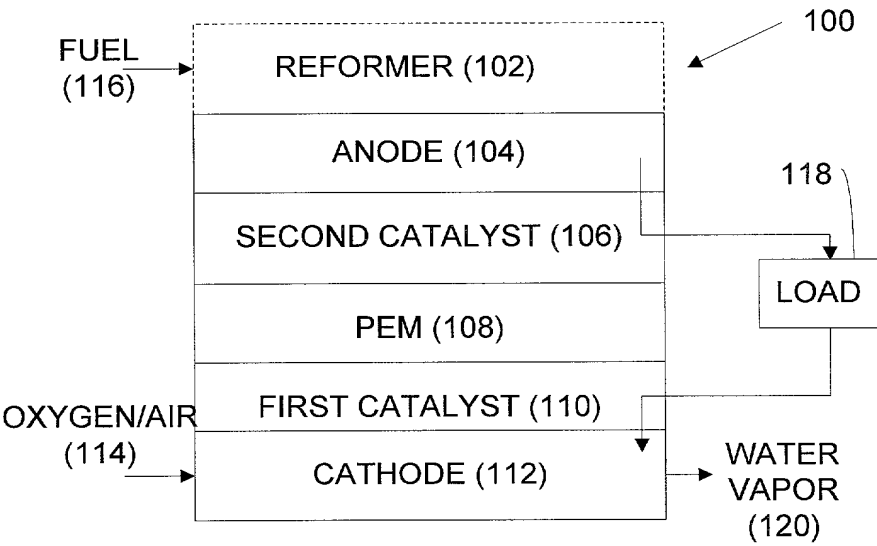 100
FUEL
(116)
REFORMER (102)
ANODE (104)
118
SECOND CATALYST (106)
LOAD
PEM (108)
FIRST CATALYST (110)
OXYGEN/AIR
(114)
CATHODE (112)
WATER
VAPOR
(120)